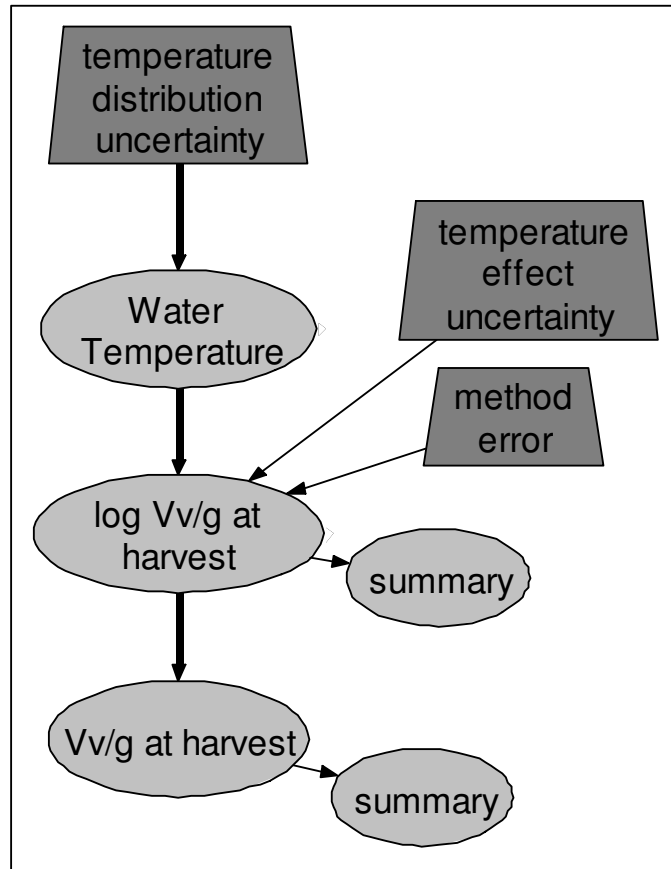 temperature
distribution
uncertainty
temperature
effect
uncertainty
Water
Temperature
method
error
log Vv/g at
harvest
summary
Vv/g at harvest
summary